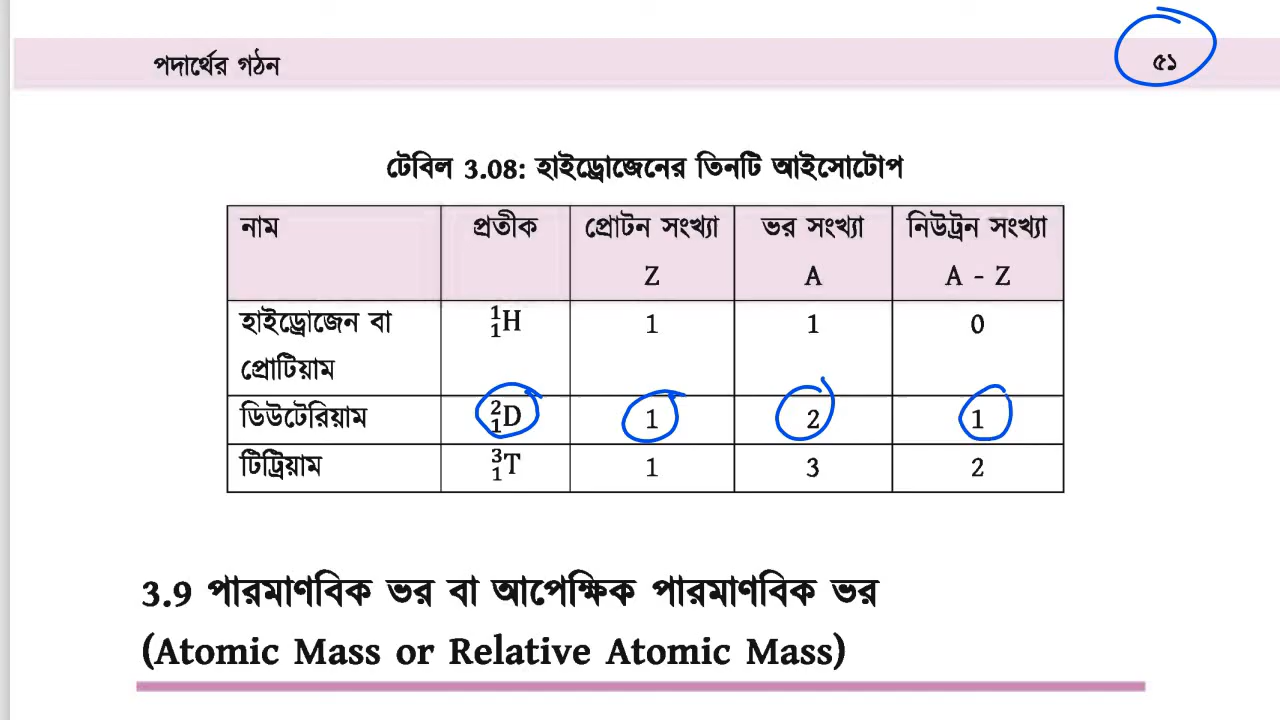 পদার্থের গঠন ৫১
টেবিল 3.08: হাইড্রোজেনের তিনটি আইসোটোপ
নাম প্রতীক প্রোটন সংখ্যা ভর সংখ্যা নিউট্রন সংখ্যা
Z A A - Z
হাইড্রোজেন বা ¹₁H 1 1 0
প্রোটিয়াম
ডিউটেরিয়াম ²₁D 1 2 1
টিট্রিয়াম ³₁T 1 3 2
3.9 পারমাণবিক ভর বা আপেক্ষিক পারমাণবিক ভর
(Atomic Mass or Relative Atomic Mass)